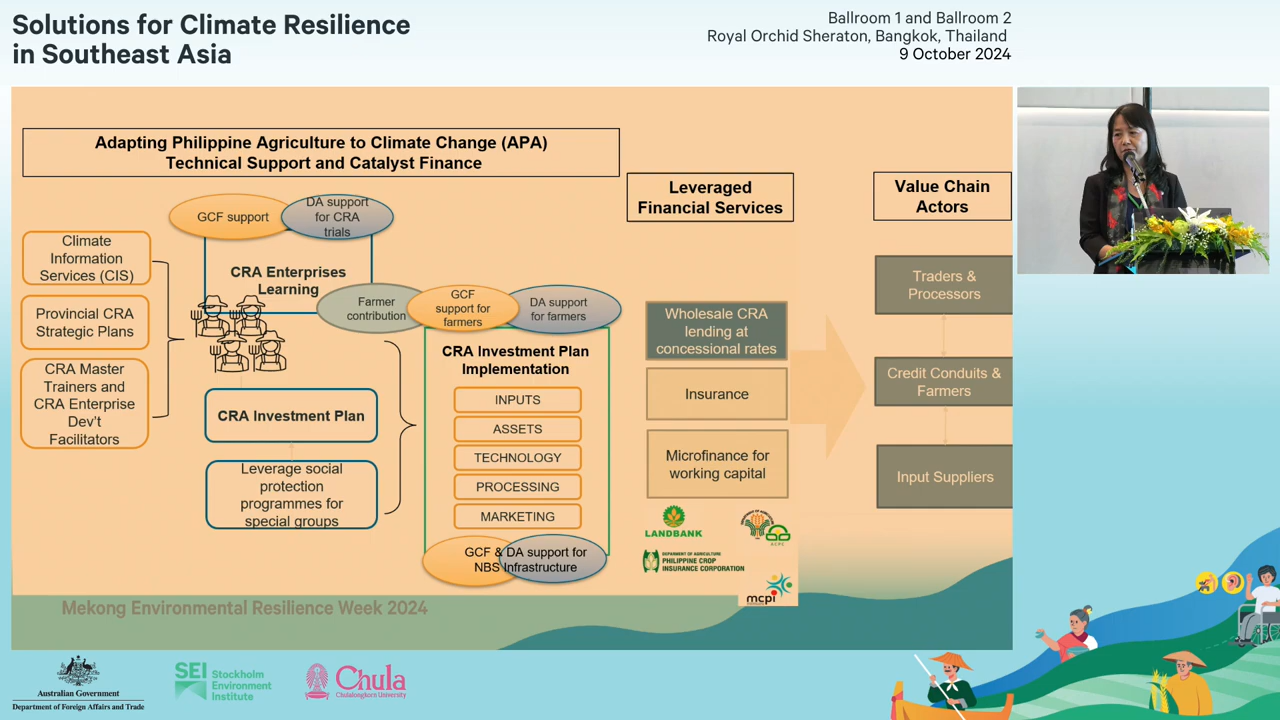 Solutions for Climate Resilience
in Southeast Asia
Ballroom 1 and Ballroom 2
Royal Orchid Sheraton, Bangkok, Thailand
9 October 2024
Adapting Philippine Agriculture to Climate Change (APA)
Technical Support and Catalyst Finance
Leveraged
Financial Services
Value Chain
Actors
GCF support
DA support
for CRA
trials
Climate
Information
Services (CIS)
Provincial CRA
Strategic Plans
CRA Master
Trainers and
CRA Enterprise
Dev't
Facilitators
CRA Enterprises
Learning
Farmer
contribution
GCF
support for
farmers
DA support
for farmers
CRA Investment Plan
Leverage social
protection
programmes for
special groups
CRA Investment Plan
Implementation
INPUTS
ASSETS
TECHNOLOGY
PROCESSING
MARKETING
GCF & DA support for
NBS Infrastructure
Wholesale CRA
lending at
concessional rates
Insurance
Microfinance for
working capital
LANDBANK
DEPARTMENT OF AGRICULTURE
ACPC
DEPARTMENT OF AGRICULTURE
PHILIPPINE CROP
INSURANCE CORPORATION
mcpi
Traders &
Processors
Credit Conduits &
Farmers
Input Suppliers
Mekong Environmental Resilience Week 2024
Australian Government
Department of Foreign Affairs and Trade
SEI Stockholm
Environment
Institute
Chula
Chulalongkorn University